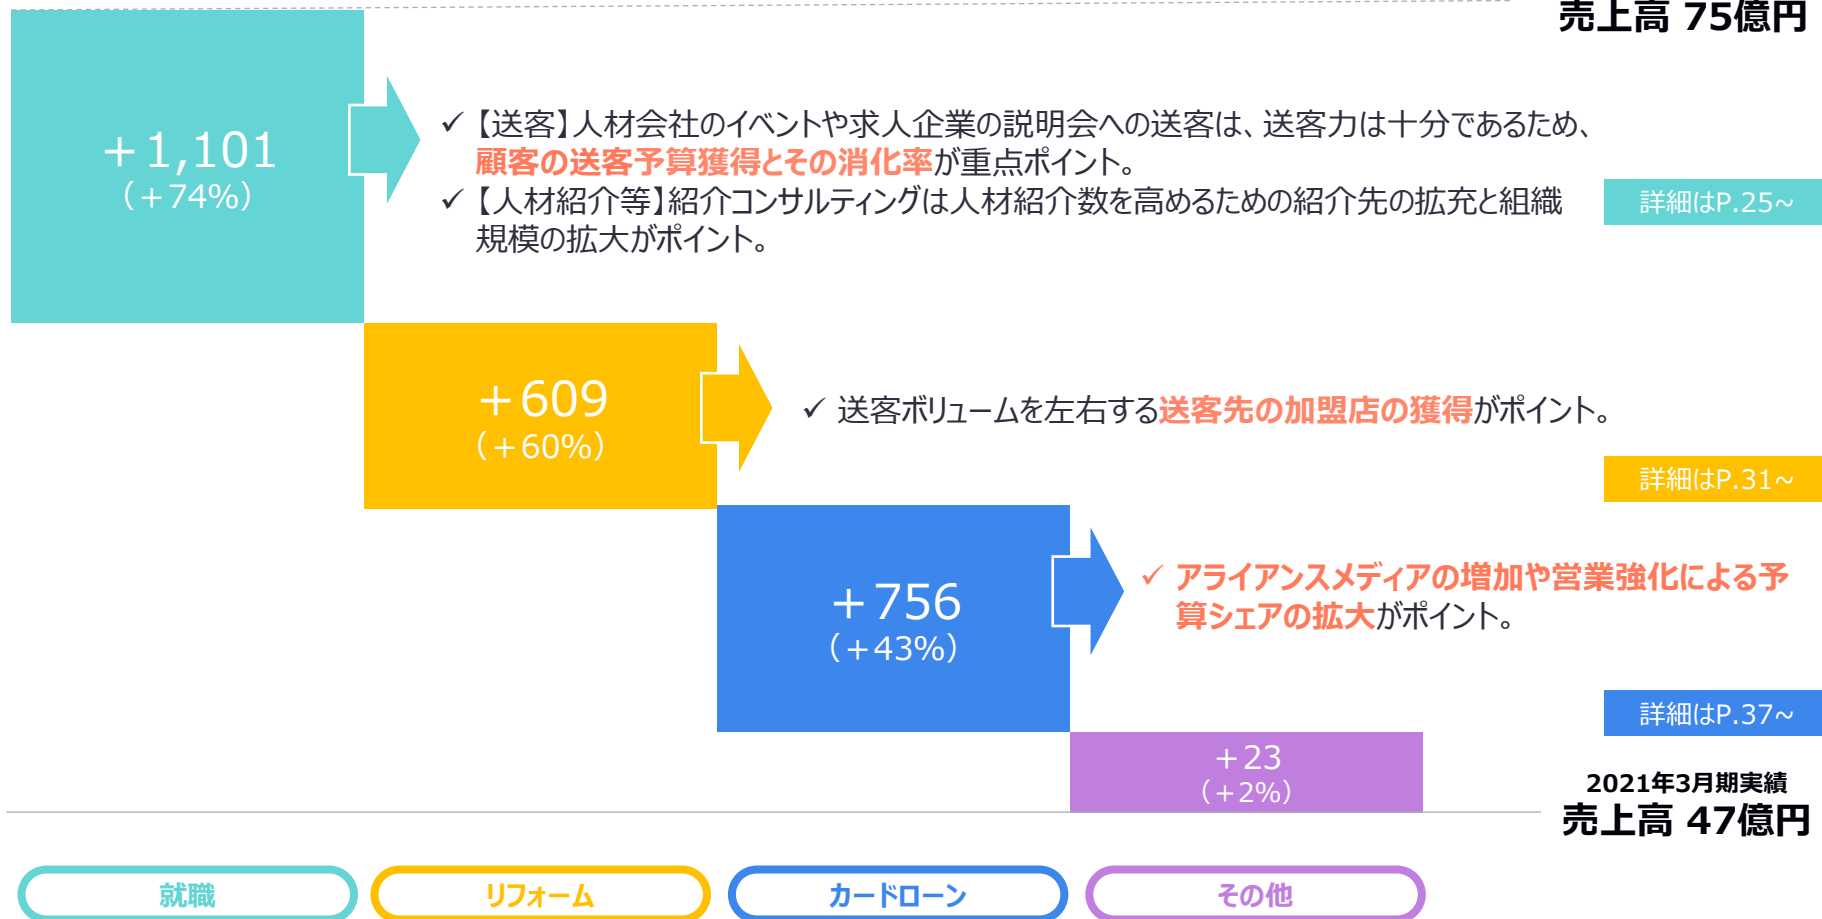 売上高 75億円
+1,101
(+74%)
✓ 【送客】人材会社のイベントや求人企業の説明会への送客は、送客力は十分であるため、
顧客の送客予算獲得とその消化率が重点ポイント。
✓ 【人材紹介等】紹介コンサルティングは人材紹介数を高めるための紹介先の拡充と組織
規模の拡大がポイント。
詳細はP.25~
+609
(+60%)
✓ 送客ボリュームを左右する送客先の加盟店の獲得がポイント。
詳細はP.31~
+756
(+43%)
✓ アライアンスメディアの増加や営業強化による予
算シェアの拡大がポイント。
詳細はP.37~
+23
(+2%)
2021年3月期実績
売上高 47億円
就職
リフォーム
カードローン
その他